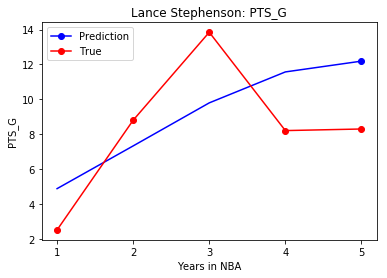 Lance Stephenson: PTS_G
Prediction
True
14
12
10
8
6
4
2
PTS_G
1 2 3 4 5
Years in NBA